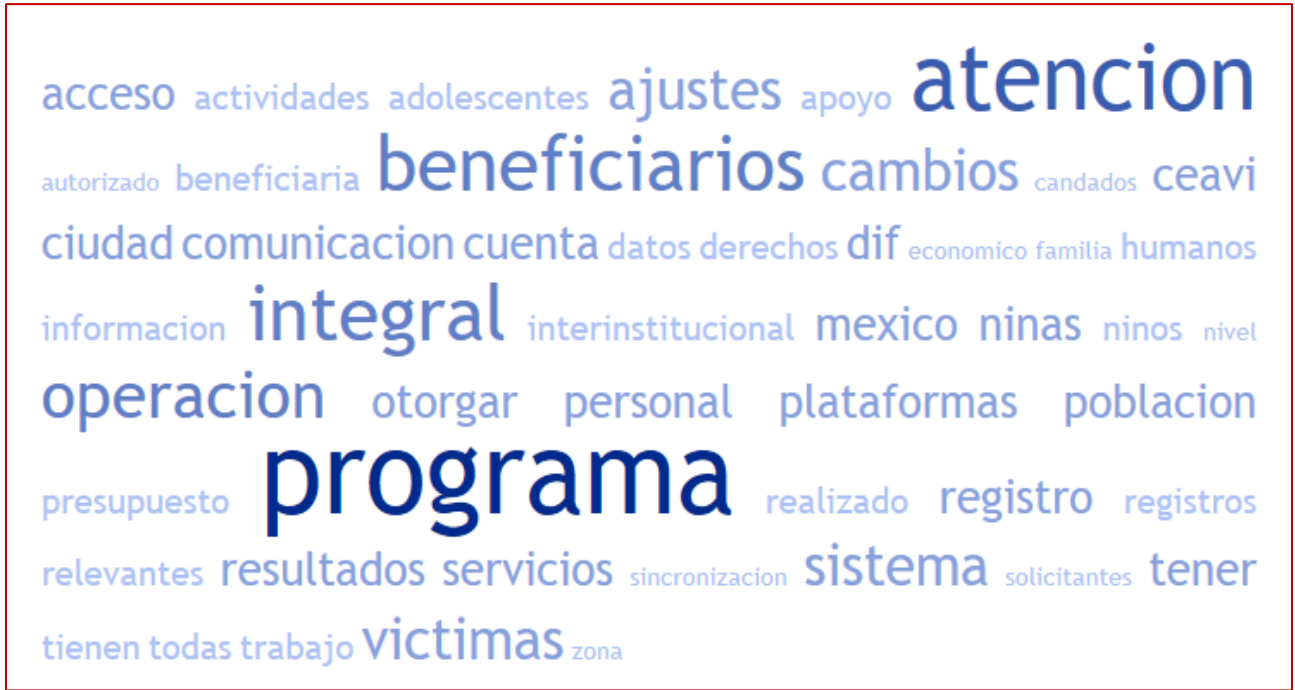 acceso actividades adolescentes ajustes apoyo atencion
autorizado beneficiaria beneficiarios cambios candados ceavi
ciudad comunicacion cuenta datos derechos dif economico familia humanos
informacion integral interinstitucional mexico ninas ninos nivel
operacion otorgar personal plataformas poblacion
presupuesto programa realizado registro registros
relevantes resultados servicios sincronizacion sistema solicitantes tener
tienen todas trabajo victimas zona